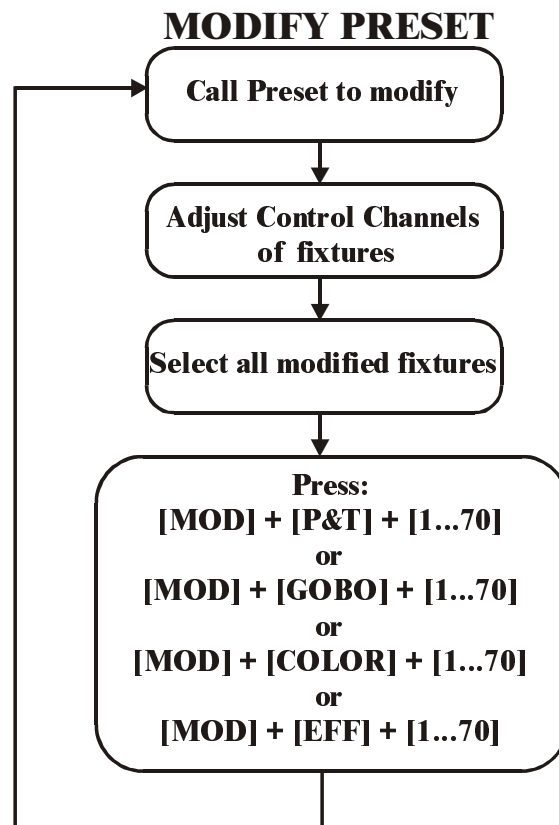 MODIFY PRESET
Call Preset to modify
Adjust Control Channels
of fixtures
Select all modified fixtures
Press:
[MOD] + [P&T] + [1...70]
or
[MOD] + [GOBO] + [1...70]
or
[MOD] + [COLOR] + [1...70]
or
[MOD] + [EFF] + [1...70]